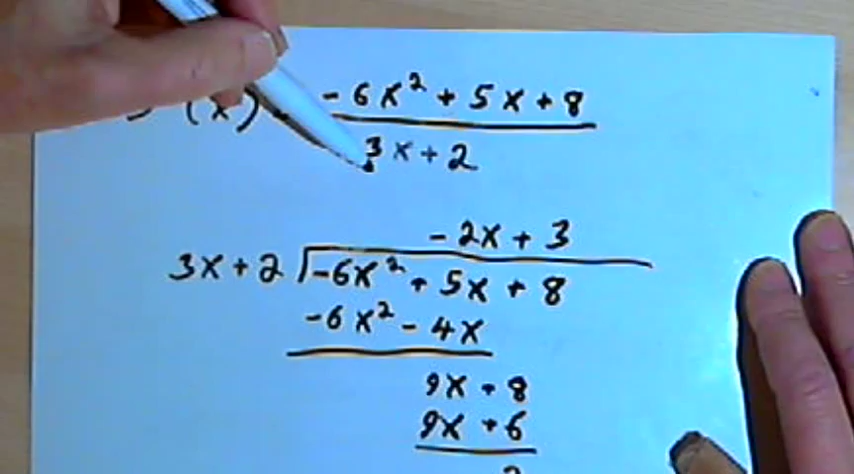 (x) - 6x² + 5x + 8
3x + 2
- 2x + 3
3x + 2 -6x² + 5x + 8
-6x² - 4x
9x + 8
9x + 6